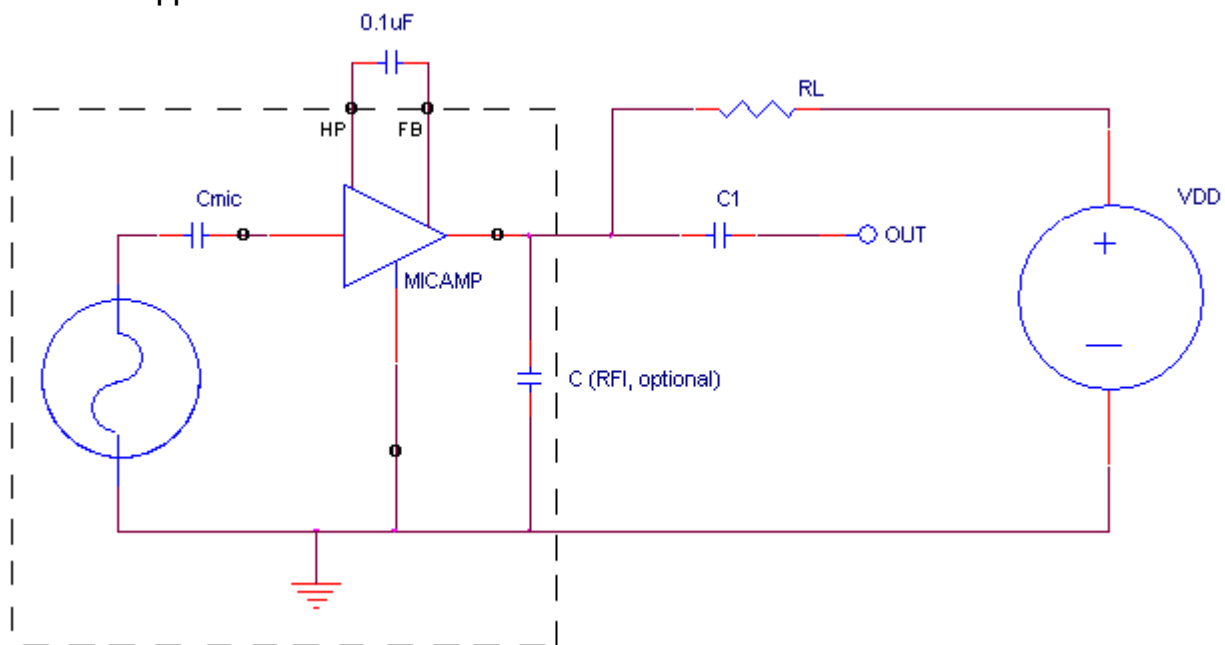 0.1uF
RL
HP
FB
Cmic
C1
VDD
OUT
MICAMP
C (RFI, optional)